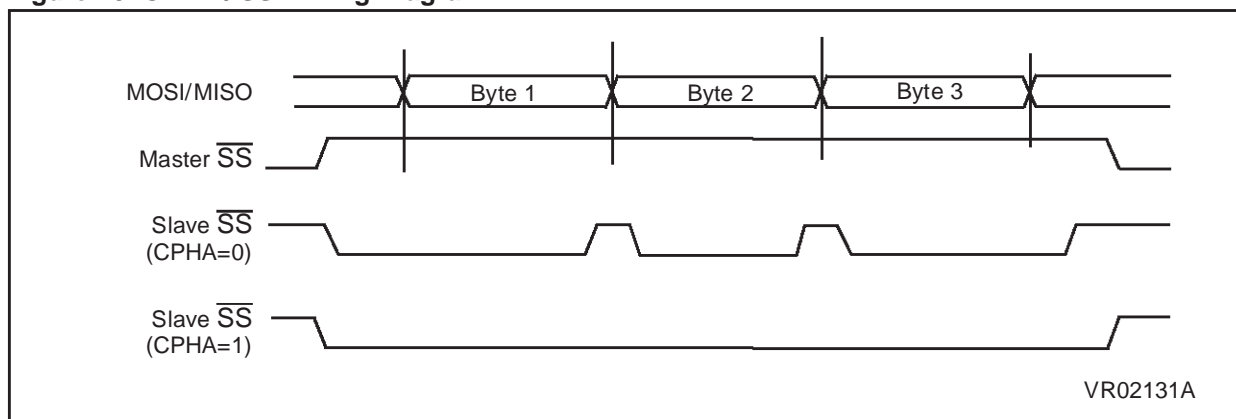 MOSI/MISO
Byte 1 Byte 2 Byte 3
Master SS
Slave SS
(CPHA=0)
Slave SS
(CPHA=1)
VR02131A